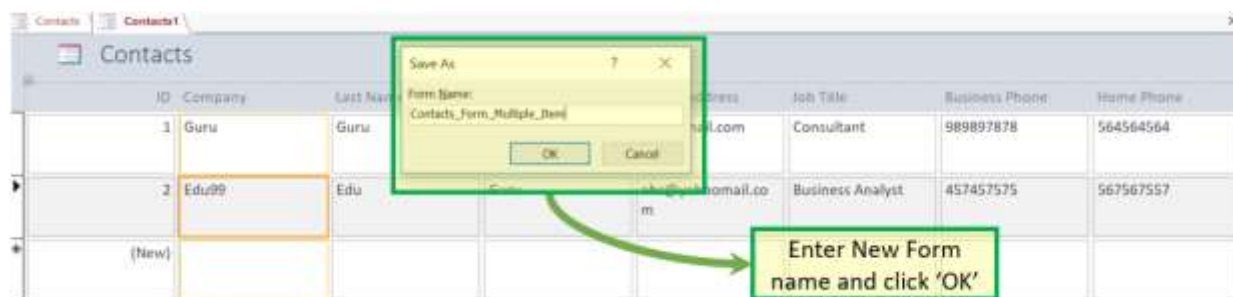 Contacts Contacts1
Contacts
Save As ? ×
Form Name:
Contacts_Form_Multiple_Item
OK Cancel
ID Company Last Address Job Title Business Phone Home Phone
1 Guru Guru Consultant 989897878 564564564
2 Edu99 Edu Business Analyst 457457575 567567557
m
(New)
Enter New Form
name and click ‘OK’